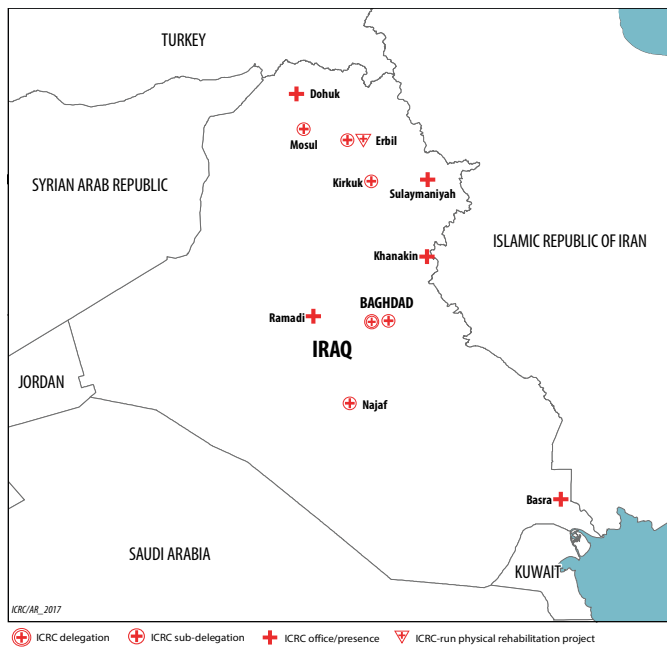 TURKEY
Dohuk
Mosul
Erbil
SYRIAN ARAB REPUBLIC
Kirkuk
Sulaymaniyah
ISLAMIC REPUBLIC OF IRAN
Khanakin
BAGHDAD
Ramadi
IRAQ
JORDAN
Najaf
Basra
SAUDI ARABIA
KUWAIT
ICRC/AR_2017
ICRC delegation
ICRC sub-delegation
ICRC office/presence
ICRC-run physical rehabilitation project